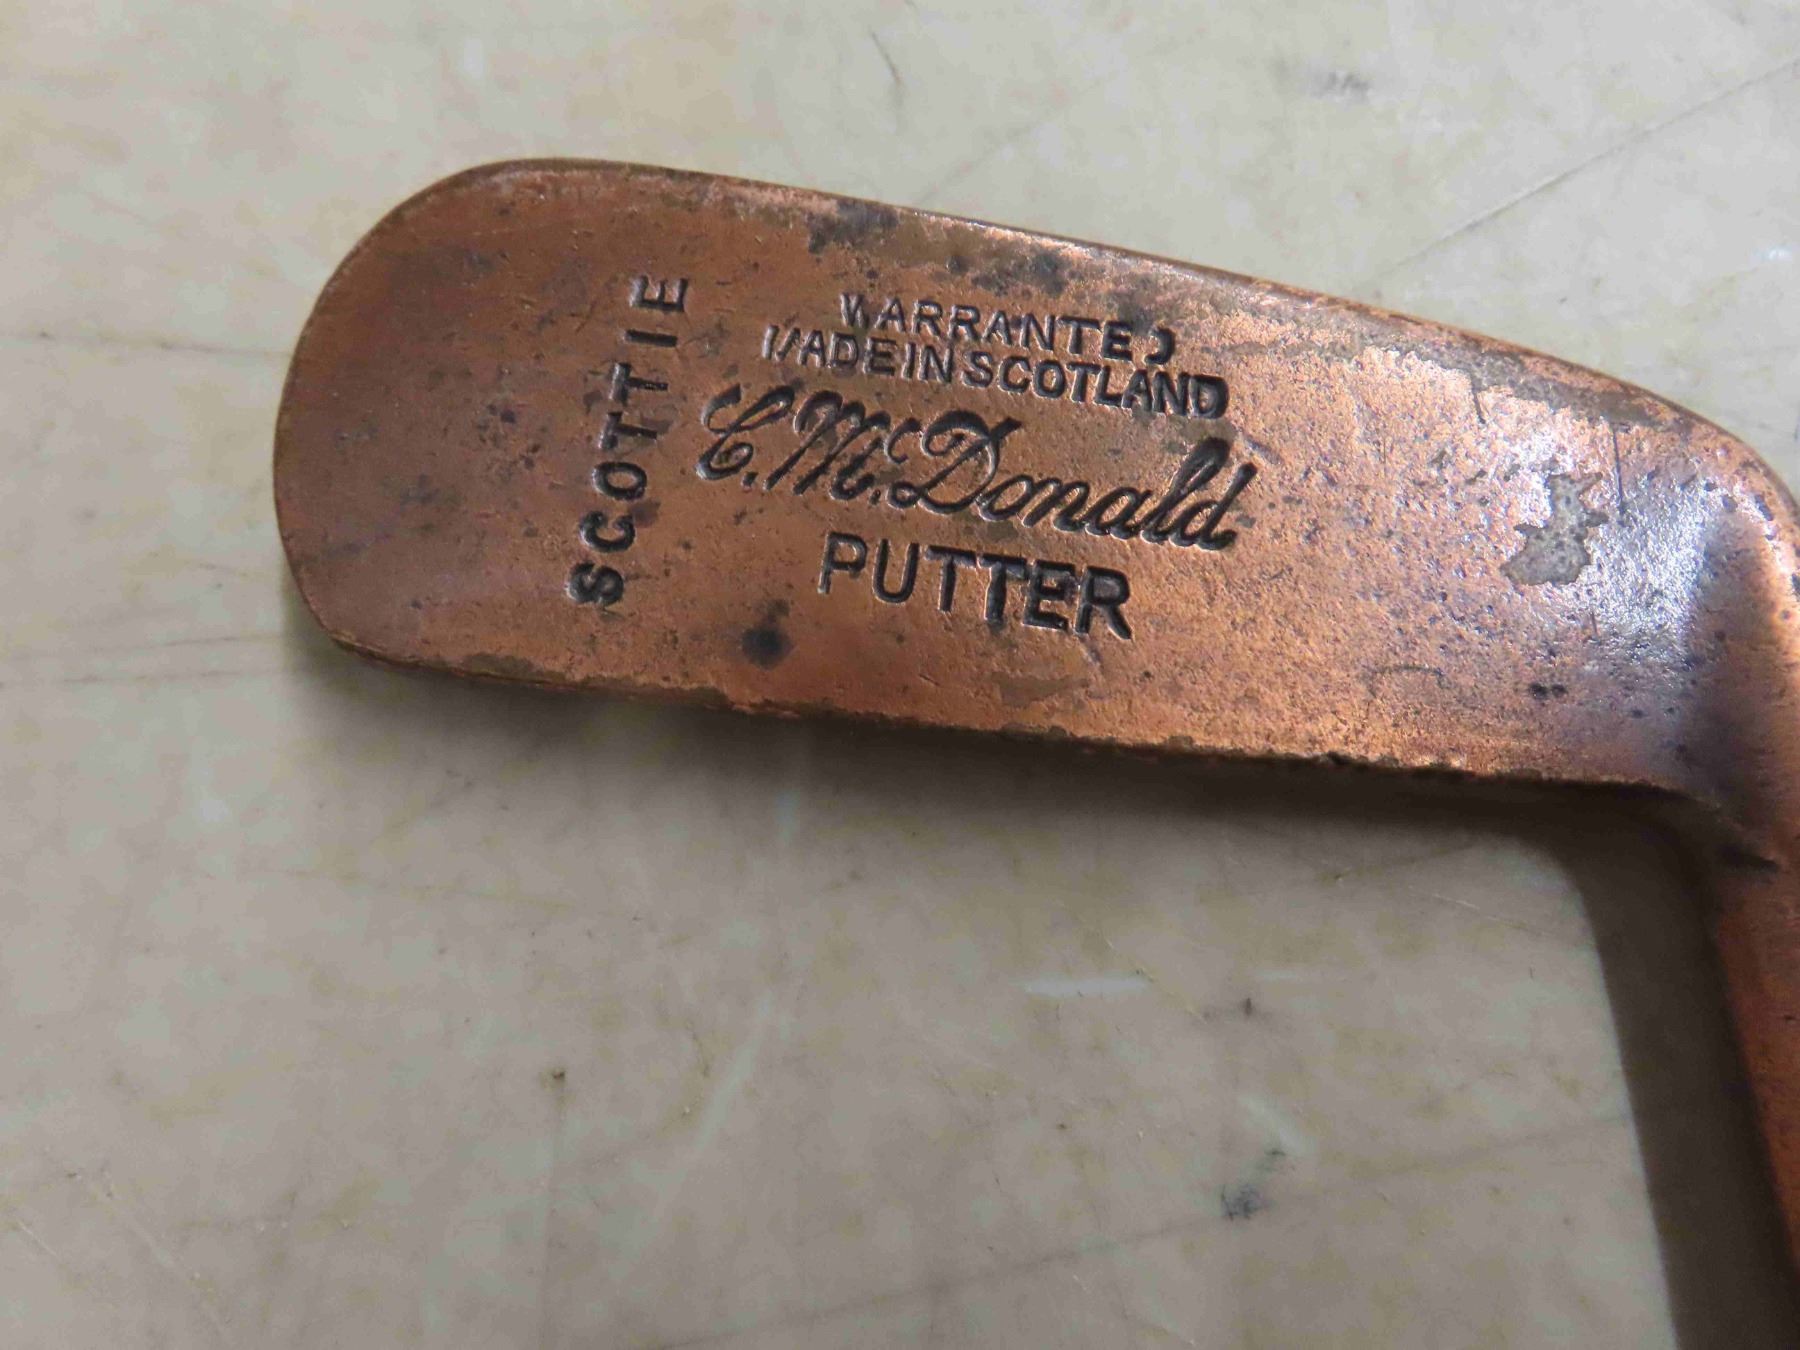 SCOTTIE
WARRANTED
MADE IN SCOTLAND
C. McDonald
PUTTER